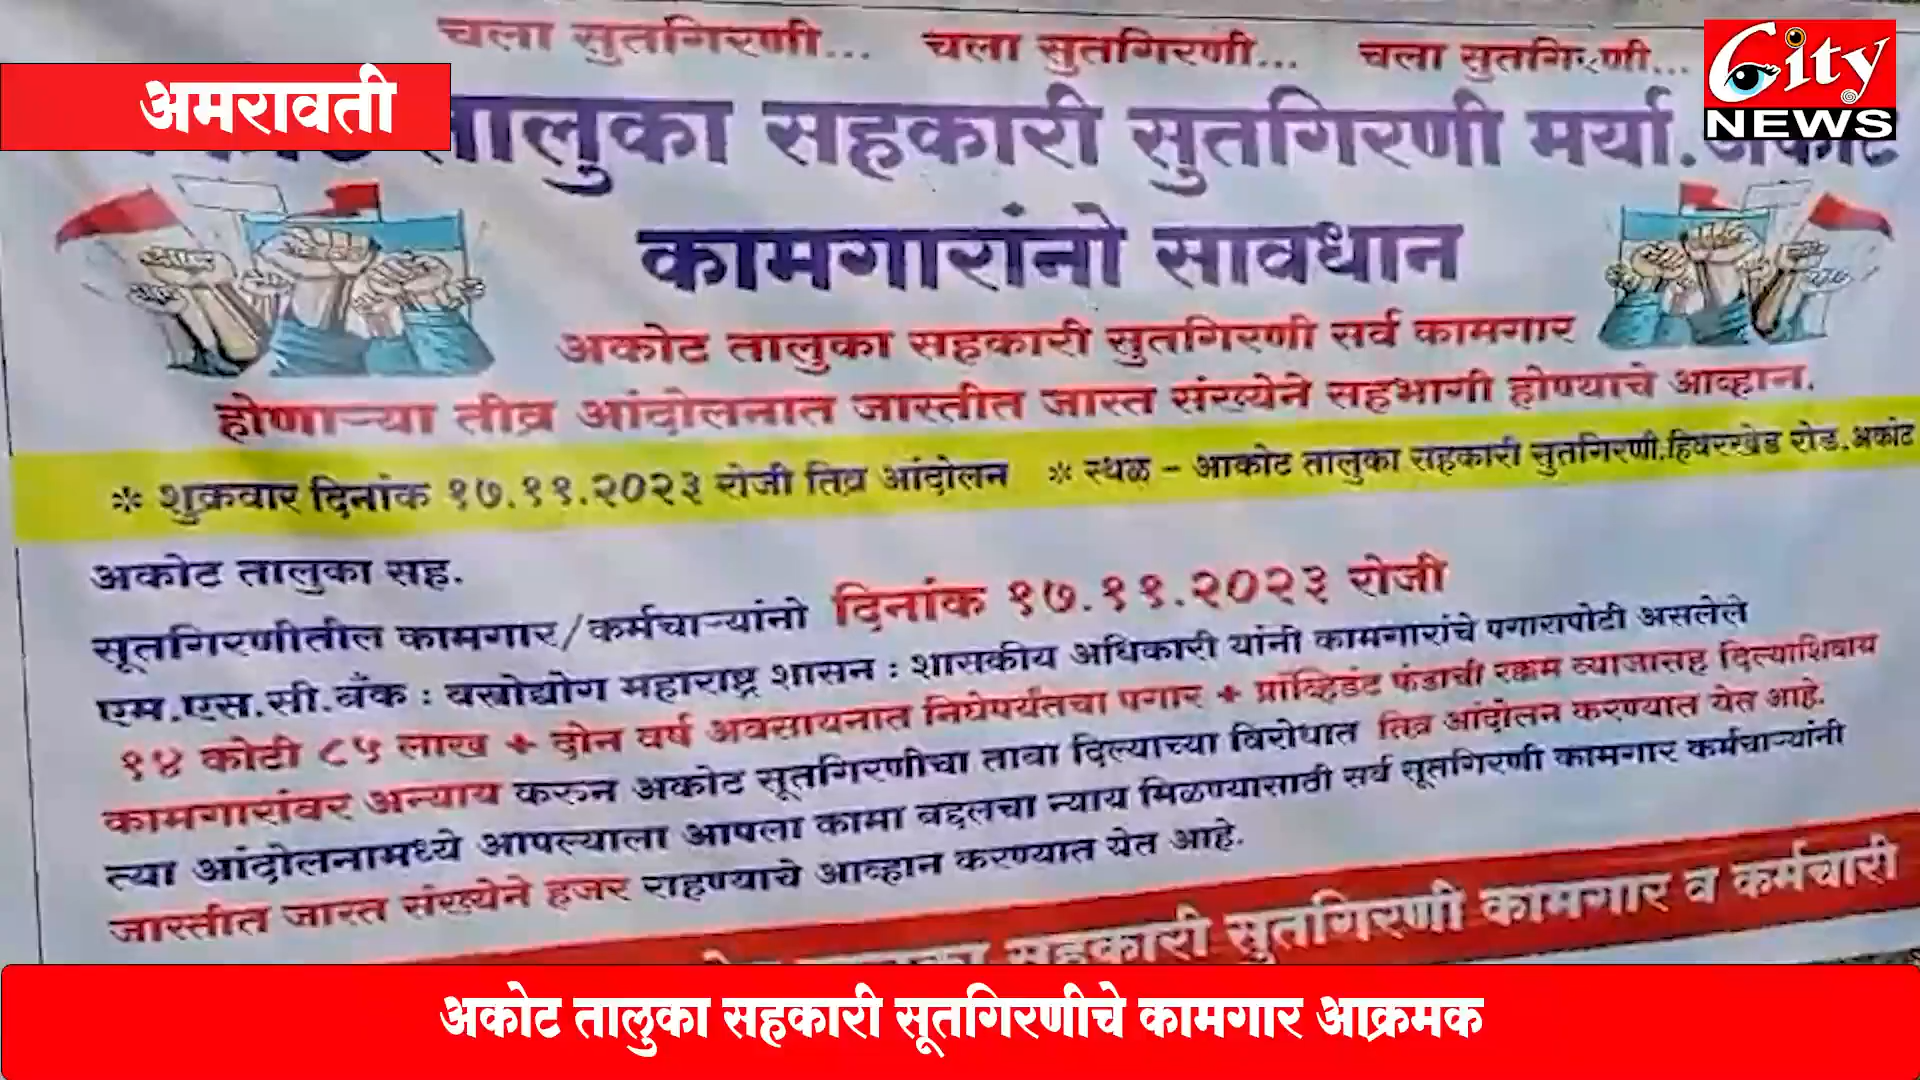 चला सुतगिरणी... चला सुतगिरणी... चला सुतगिरणी...
City
NEWS
अमरावती
तालुका सहकारी सुतगिरणी मर्या. अकोट
कामगारांनो सावधान
अकोट तालुका सहकारी सुतगिरणी सर्व कामगार
होणाऱ्या तीव्र आंदोलनात जास्तीत जास्त संख्येने सहभागी होण्याचे आव्हान.
* शुक्रवार दिनांक १७.११.२०२३ रोजी तिव्र आंदोलन * स्थळ - आकोट तालुका सहकारी सुतगिरणी.हिवरखेड रोड.अकोट
अकोट तालुका सह.
सूतगिरणीतील कामगार/कर्मचाऱ्यांनो दिनांक १७.११.२०२३ रोजी
एम.एस.सी.बँक : वस्रोद्योग महाराष्ट्र शासन : शासकीय अधिकारी यांनी कामगारांचे पगारापोटी असलेले
१४ कोटी ८५ लाख + दोन वर्ष अवसायनात निघेपर्यंतचा पगार + प्रॉव्हिडंट फंडाची रक्कम व्याजासह दिल्याशिवाय
कामगारांवर अन्याय करुन अकोट सूतगिरणीचा ताबा दिल्याच्या विरोधात तिव्र आंदोलन करण्यात येत आहे.
त्या आंदोलनामध्ये आपल्याला आपला कामा बद्दलचा न्याय मिळण्यासाठी सर्व सूतगिरणी कामगार कर्मचाऱ्यांनी
जास्तीत जास्त संख्येने हजर राहण्याचे आव्हान करण्यात येत आहे.
सहकारी सुतगिरणी कामगार व कर्मचारी
अकोट तालुका सहकारी सूतगिरणीचे कामगार आक्रमक